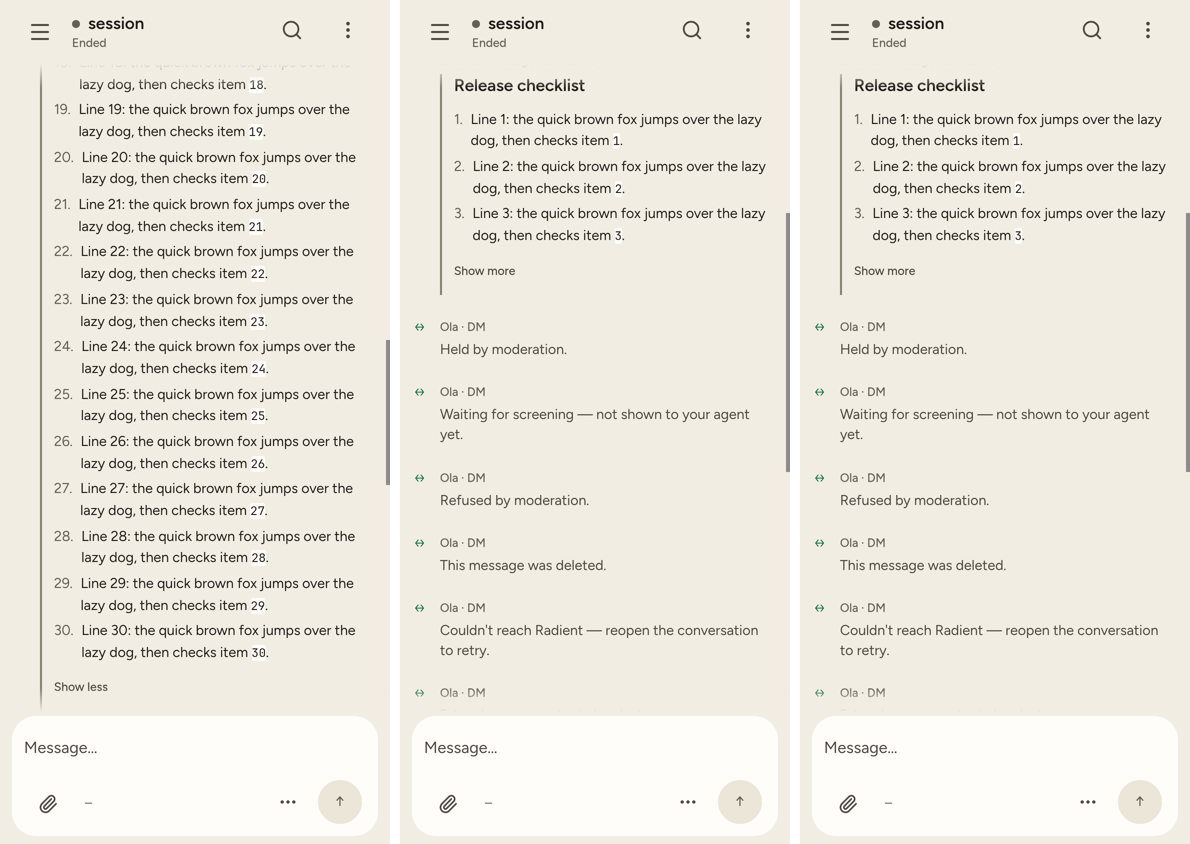 session
Ended
lazy dog, then checks item 18.
19. Line 19: the quick brown fox jumps over the
lazy dog, then checks item 19.
20. Line 20: the quick brown fox jumps over the
lazy dog, then checks item 20.
21. Line 21: the quick brown fox jumps over the
lazy dog, then checks item 21.
22. Line 22: the quick brown fox jumps over the
lazy dog, then checks item 22.
23. Line 23: the quick brown fox jumps over the
lazy dog, then checks item 23.
24. Line 24: the quick brown fox jumps over the
lazy dog, then checks item 24.
25. Line 25: the quick brown fox jumps over the
lazy dog, then checks item 25.
26. Line 26: the quick brown fox jumps over the
lazy dog, then checks item 26.
27. Line 27: the quick brown fox jumps over the
lazy dog, then checks item 27.
28. Line 28: the quick brown fox jumps over the
lazy dog, then checks item 28.
29. Line 29: the quick brown fox jumps over the
lazy dog, then checks item 29.
30. Line 30: the quick brown fox jumps over the
lazy dog, then checks item 30.
Show less
Message...
–
session
Ended
Release checklist
1. Line 1: the quick brown fox jumps over the lazy
dog, then checks item 1.
2. Line 2: the quick brown fox jumps over the lazy
dog, then checks item 2.
3. Line 3: the quick brown fox jumps over the lazy
dog, then checks item 3.
Show more
Ola · DM
Held by moderation.
Ola · DM
Waiting for screening — not shown to your agent
yet.
Ola · DM
Refused by moderation.
Ola · DM
This message was deleted.
Ola · DM
Couldn't reach Radient — reopen the conversation
to retry.
Ola · DM
Message...
–
session
Ended
Release checklist
1. Line 1: the quick brown fox jumps over the lazy
dog, then checks item 1.
2. Line 2: the quick brown fox jumps over the lazy
dog, then checks item 2.
3. Line 3: the quick brown fox jumps over the lazy
dog, then checks item 3.
Show more
Ola · DM
Held by moderation.
Ola · DM
Waiting for screening — not shown to your agent
yet.
Ola · DM
Refused by moderation.
Ola · DM
This message was deleted.
Ola · DM
Couldn't reach Radient — reopen the conversation
to retry.
Ola · DM
Message...
–